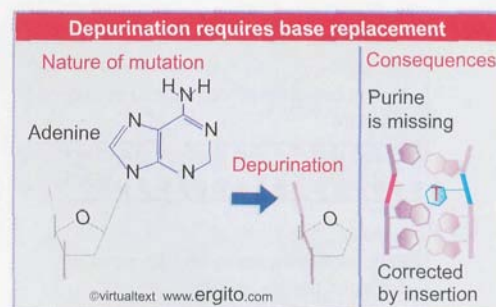 Depurination requires base replacement
Nature of mutation
Consequences
H H
N
Adenine
N
N
N
N
Depurination
O
O
Purine
is missing
T
Corrected
by insertion
©virtualtext www.ergito.com